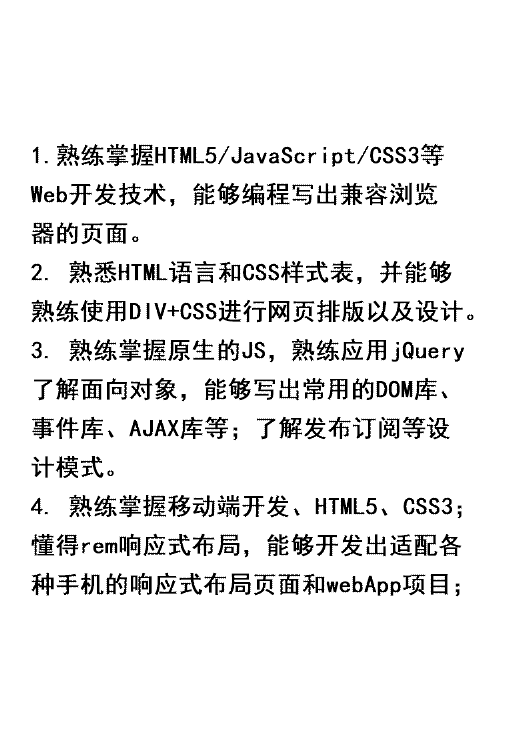 1.熟练掌握HTML5/JavaScript/CSS3等
Web开发技术，能够编程写出兼容浏览
器的页面。
2. 熟悉HTML语言和CSS样式表，并能够
熟练使用DIV+CSS进行网页排版以及设计。
3. 熟练掌握原生的JS，熟练应用jQuery
了解面向对象，能够写出常用的DOM库、
事件库、AJAX库等；了解发布订阅等设
计模式。
4. 熟练掌握移动端开发、HTML5、CSS3；
懂得rem响应式布局，能够开发出适配各
种手机的响应式布局页面和webApp项目；